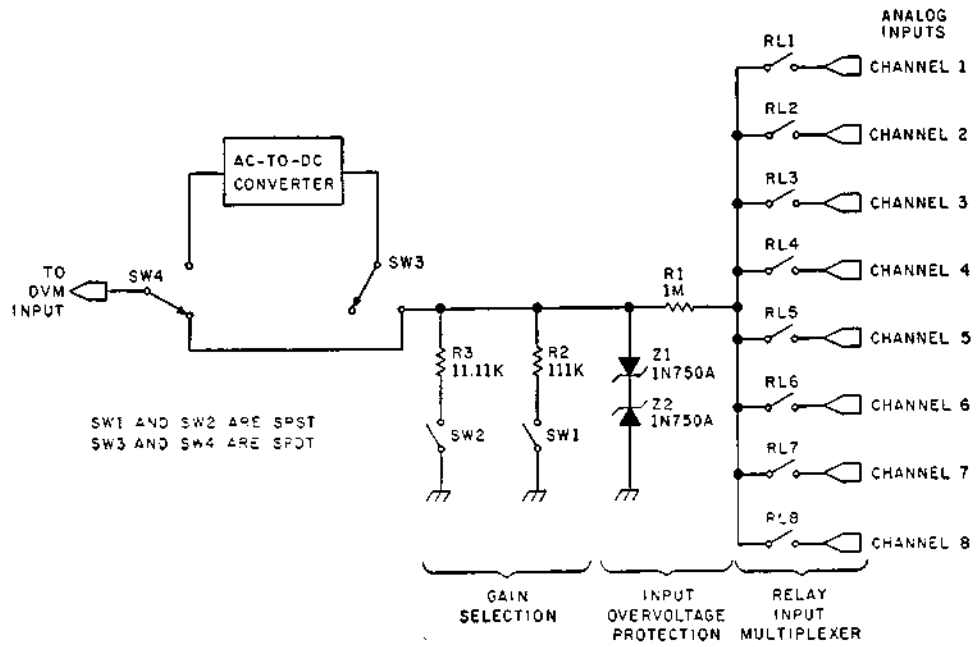 ANALOG
INPUTS
RL1
CHANNEL 1
RL2
CHANNEL 2
RL3
CHANNEL 3
RL4
CHANNEL 4
RL5
CHANNEL 5
RL6
CHANNEL 6
RL7
CHANNEL 7
RL8
CHANNEL 8
AC-TO-DC
CONVERTER
TO
DVM
INPUT
SW4
SW3
R1
1M
R3
11.11K
R2
111K
Z1
1N750A
Z2
1N750A
SW2
SW1
SW1 AND SW2 ARE SPST
SW3 AND SW4 ARE SPDT
GAIN
SELECTION
INPUT
OVERVOLTAGE
PROTECTION
RELAY
INPUT
MULTIPLEXER